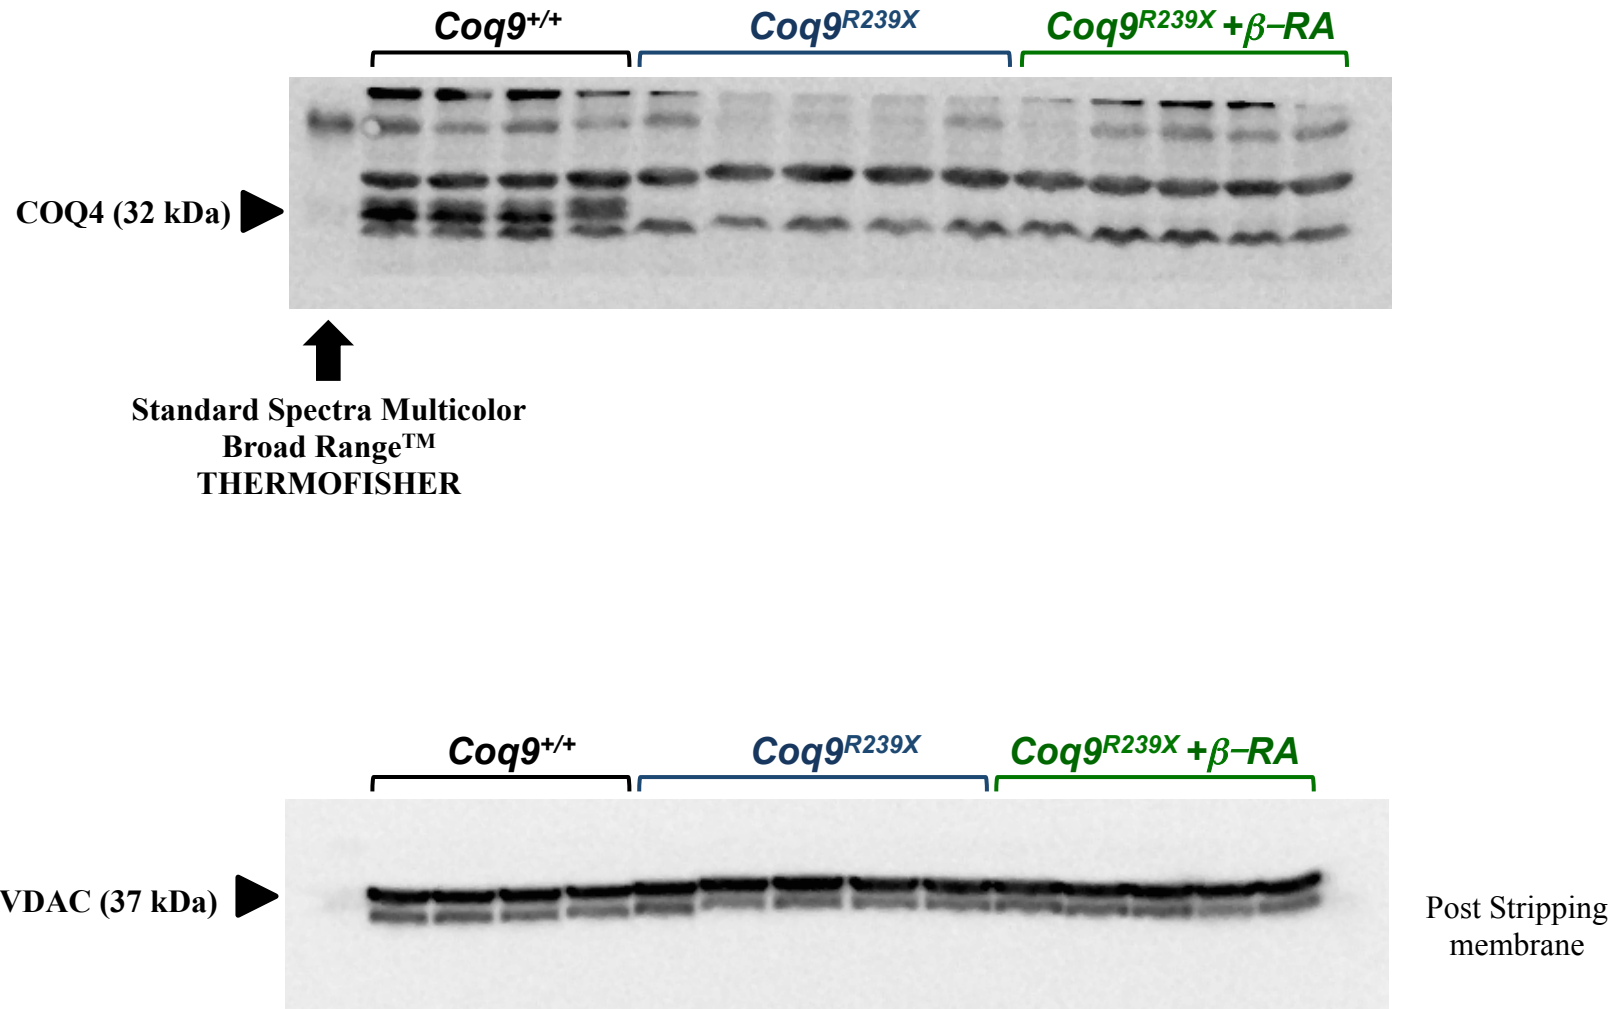 Coq9+/+ Coq9R239X Coq9R239X +β–RA
COQ4 (32 kDa)
Standard Spectra Multicolor
Broad RangeTM
THERMOFISHER
Coq9+/+ Coq9R239X Coq9R239X +β–RA
VDAC (37 kDa)
Post Stripping
membrane